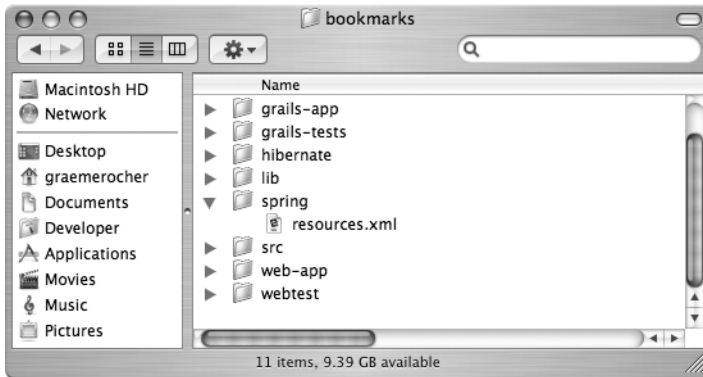 bookmarks
Macintosh HD
Network
Desktop
graemerocher
Documents
Developer
Applications
Movies
Music
Pictures
Name
grails-app
grails-tests
hibernate
lib
spring
resources.xml
src
web-app
webtest
11 items, 9.39 GB available